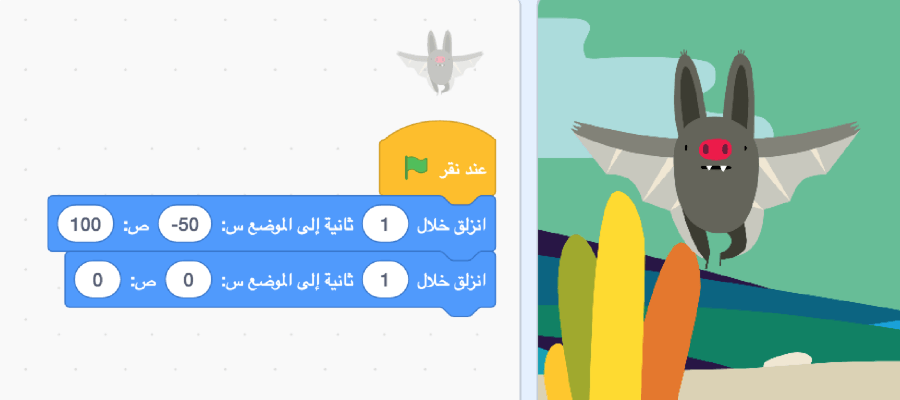 عند نقر
انزلق خلال 1 ثانية إلى الموضع س: -50 ص: 100
انزلق خلال 1 ثانية إلى الموضع س: 0 ص: 0